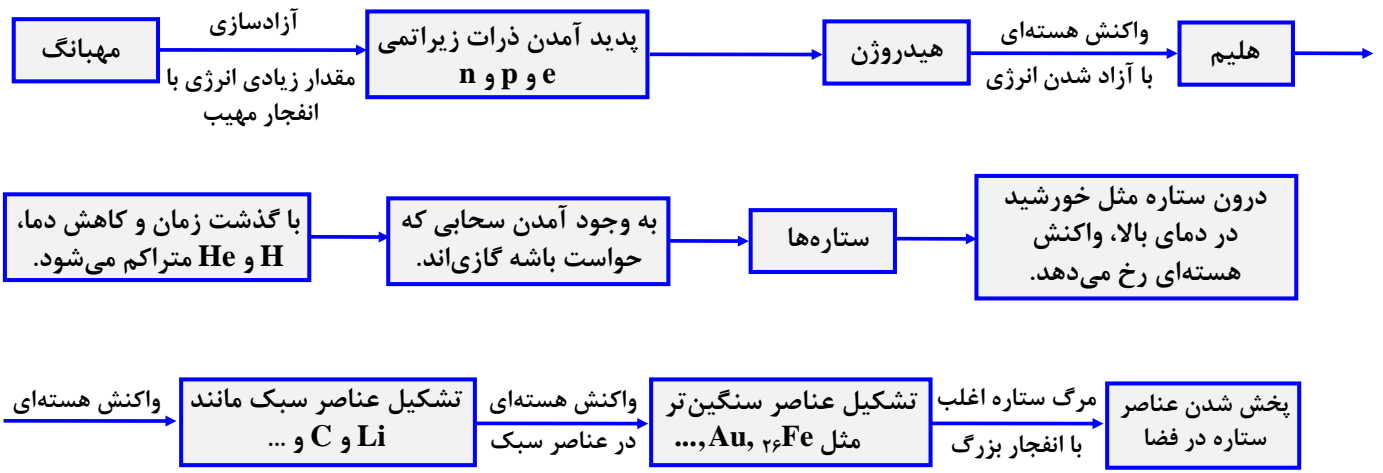 مهبانگ
آزادسازی
مقدار زیادی انرژی با
انفجار مهیب
پدید آمدن ذرات زیراتمی
e و p و n
هیدروژن
واکنش هسته‌ای
با آزاد شدن انرژی
هلیم
با گذشت زمان و کاهش دما،
H و He متراکم می‌شود.
به وجود آمدن سحابی که
حواست باشه گازی‌اند.
ستاره‌ها
درون ستاره مثل خورشید
در دمای بالا، واکنش
هسته‌ای رخ می‌دهد.
واکنش هسته‌ای
تشکیل عناصر سبک مانند
Li و C و ...
واکنش هسته‌ای
در عناصر سبک
تشکیل عناصر سنگین‌تر
مثل ₂₆Fe ,Au,...
مرگ ستاره اغلب
با انفجار بزرگ
پخش شدن عناصر
ستاره در فضا